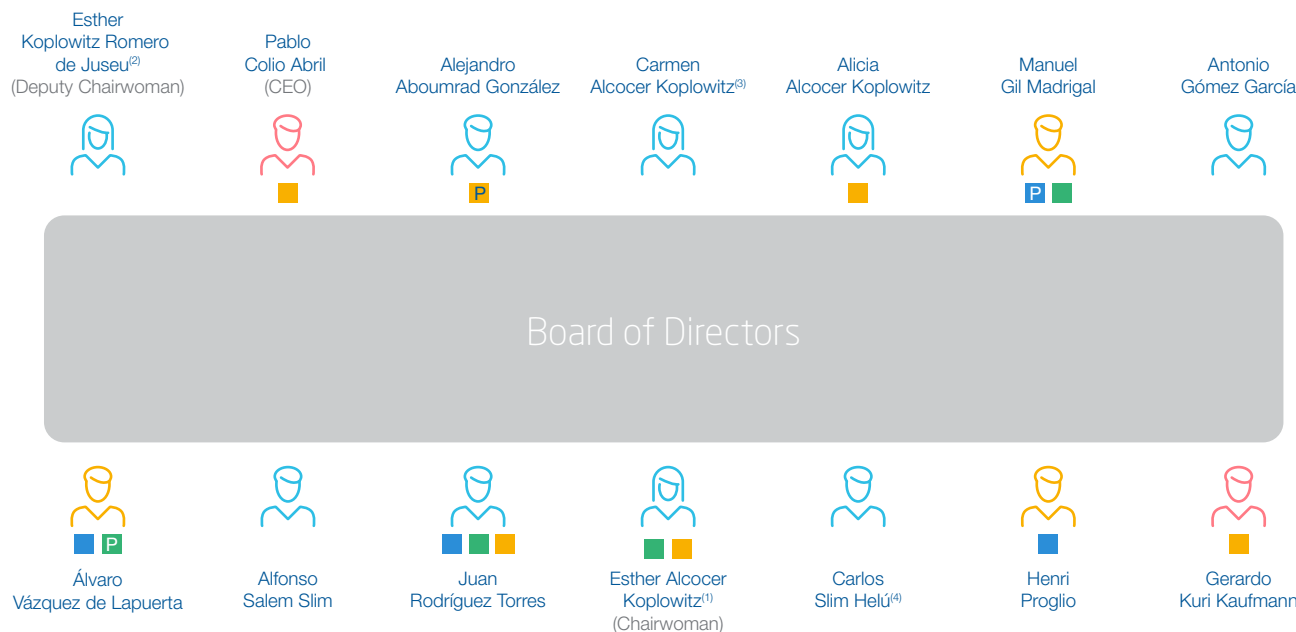 Esther
Koplowitz Romero
de Juseu(2)
(Deputy Chairwoman)
Pablo
Colio Abril
(CEO)
Alejandro
Aboumrad González
Carmen
Alcocer Koplowitz(3)
Alicia
Alcocer Koplowitz
Manuel
Gil Madrigal
Antonio
Gómez García
P
P
Board of Directors
P
Álvaro
Vázquez de Lapuerta
Alfonso
Salem Slim
Juan
Rodríguez Torres
Esther Alcocer
Koplowitz(1)
(Chairwoman)
Carlos
Slim Helú(4)
Henri
Proglio
Gerardo
Kuri Kaufmann